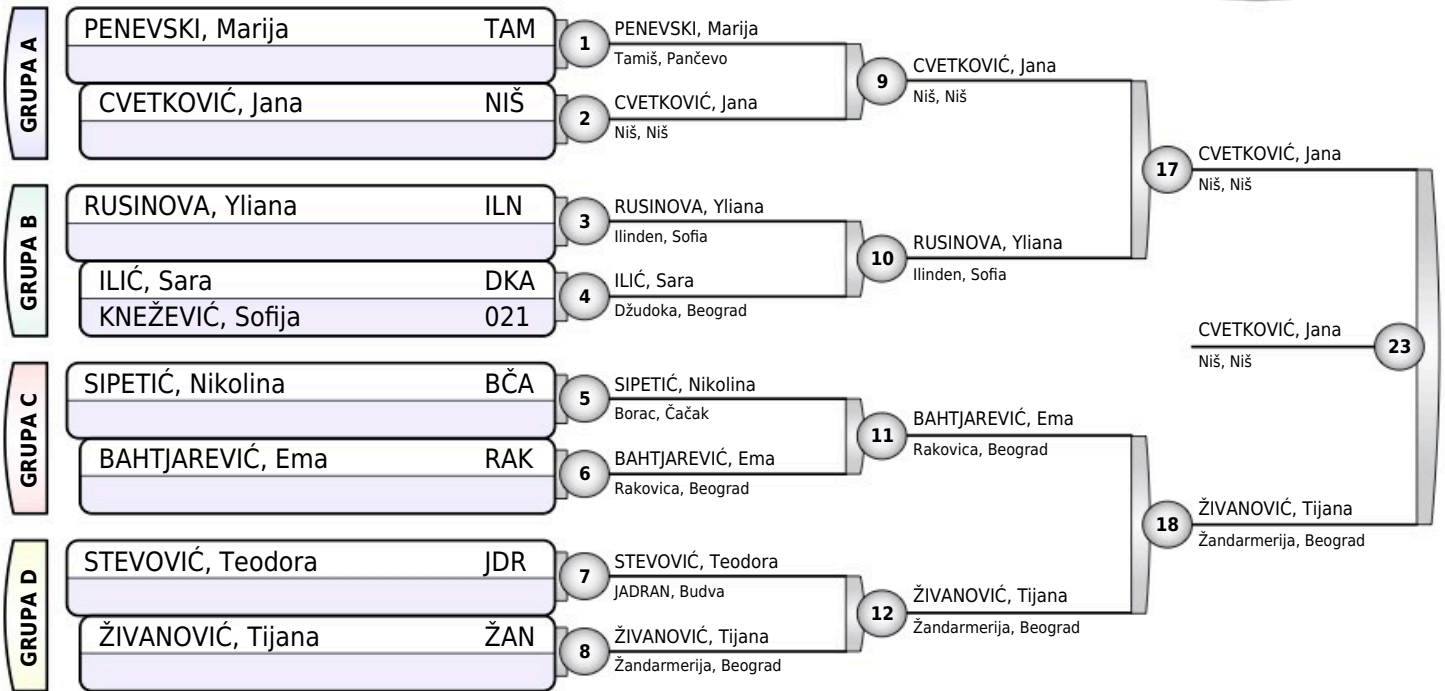 GRUPA A
PENEVSKI, Marija TAM
CVETKOVIĆ, Jana NIŠ
GRUPA B
RUSINOVA, Yliana ILN
ILIĆ, Sara DKA
KNEŽEVIĆ, Sofija 021
GRUPA C
SIPETIĆ, Nikolina BČA
BAHTJAREVIĆ, Ema RAK
GRUPA D
STEVOVIĆ, Teodora JDR
ŽIVANOVIĆ, Tijana ŽAN
1
PENEVSKI, Marija
Tamiš, Pančevo
2
CVETKOVIĆ, Jana
Niš, Niš
3
RUSINOVA, Yliana
Ilinden, Sofia
4
ILIĆ, Sara
Džudoka, Beograd
5
SIPETIĆ, Nikolina
Borac, Čačak
6
BAHTJAREVIĆ, Ema
Rakovica, Beograd
7
STEVOVIĆ, Teodora
JADRAN, Budva
8
ŽIVANOVIĆ, Tijana
Žandarmerija, Beograd
9
CVETKOVIĆ, Jana
Niš, Niš
10
RUSINOVA, Yliana
Ilinden, Sofia
11
BAHTJAREVIĆ, Ema
Rakovica, Beograd
12
ŽIVANOVIĆ, Tijana
Žandarmerija, Beograd
17
CVETKOVIĆ, Jana
Niš, Niš
18
ŽIVANOVIĆ, Tijana
Žandarmerija, Beograd
CVETKOVIĆ, Jana
Niš, Niš
23